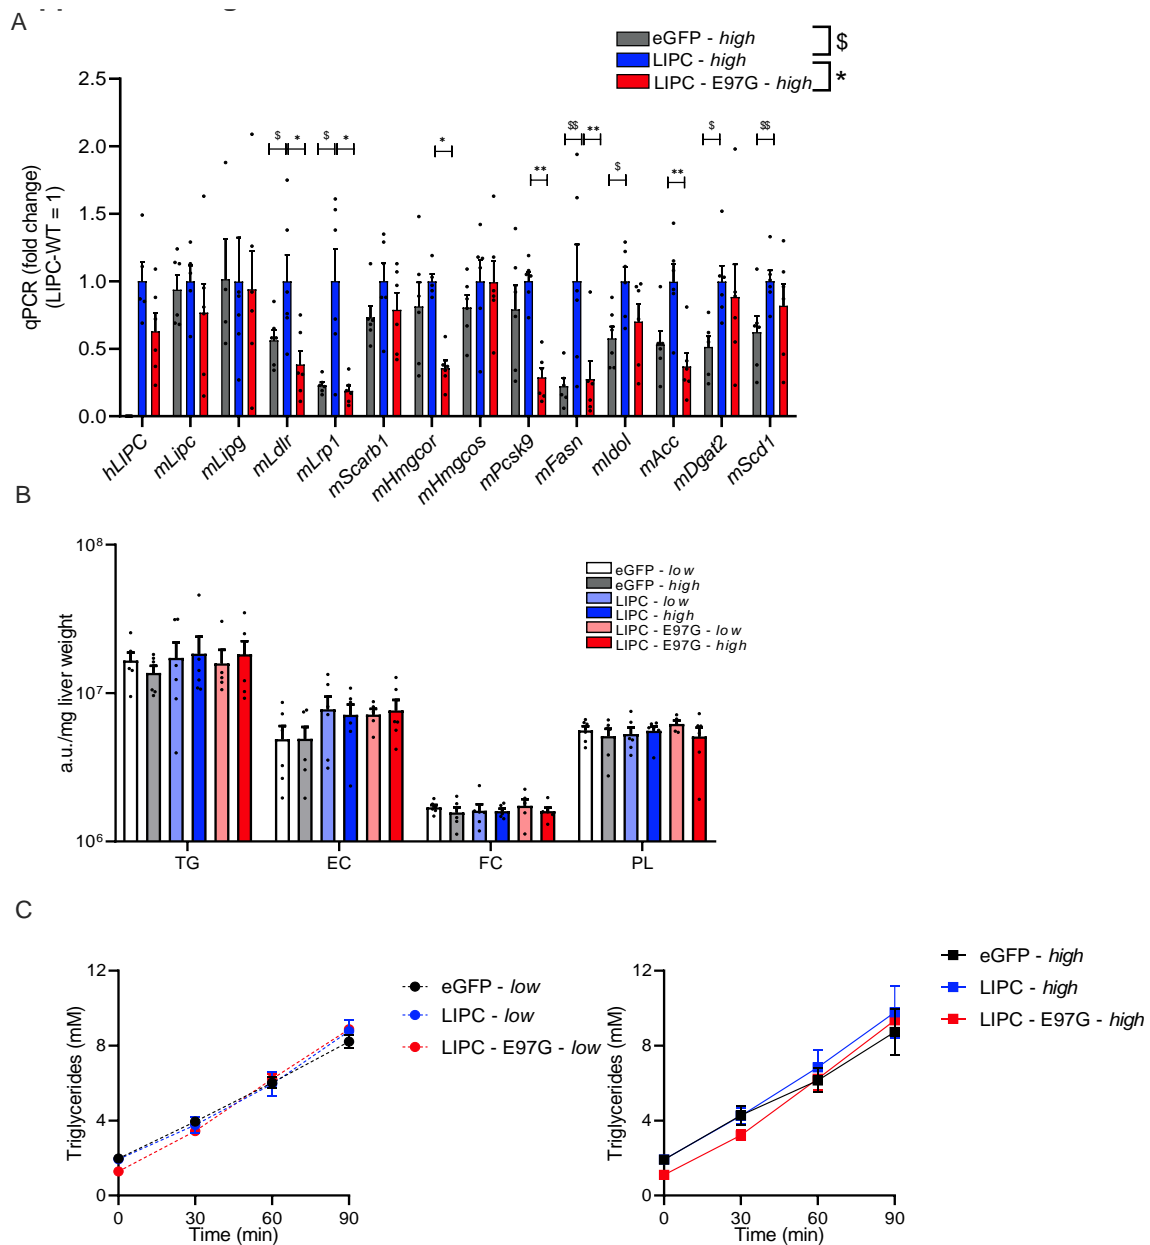 A
eGFP - high
LIPC - high
LIPC - E97G - high
$
*
qPCR (fold change)
(LIPC-WT = 1)
2.5
2.0
1.5
1.0
0.5
0.0
$ * $ * * ** $$ ** $ ** $ $$
hLIPC mLipc mLipg mLdlr mLrp1 mScarb1 mHmgcor mHmgcos mPcsk9 mFasn mIdol mAcc mDgat2 mScd1
B
a.u./mg liver weight
10⁸
10⁷
10⁶
eGFP - low
eGFP - high
LIPC - low
LIPC - high
LIPC - E97G - low
LIPC - E97G - high
TG EC FC PL
C
Triglycerides (mM)
12
8
4
0
0 30 60 90
Time (min)
eGFP - low
LIPC - low
LIPC - E97G - low
Triglycerides (mM)
12
8
4
0
0 30 60 90
Time (min)
eGFP - high
LIPC - high
LIPC - E97G - high